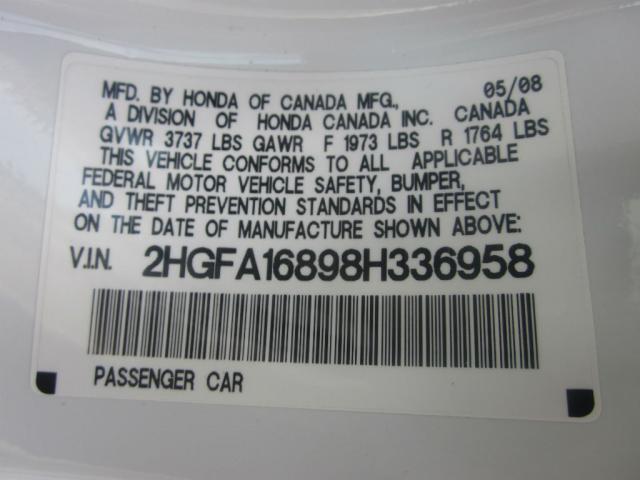 MFD. BY HONDA OF CANADA MFG., 05/08
A DIVISION OF HONDA CANADA INC. CANADA
GVWR 3737 LBS GAWR F 1973 LBS R 1764 LBS
THIS VEHICLE CONFORMS TO ALL APPLICABLE
FEDERAL MOTOR VEHICLE SAFETY, BUMPER,
AND THEFT PREVENTION STANDARDS IN EFFECT
ON THE DATE OF MANUFACTURE SHOWN ABOVE:
V.I.N. 2HGFA16898H336958
PASSENGER CAR